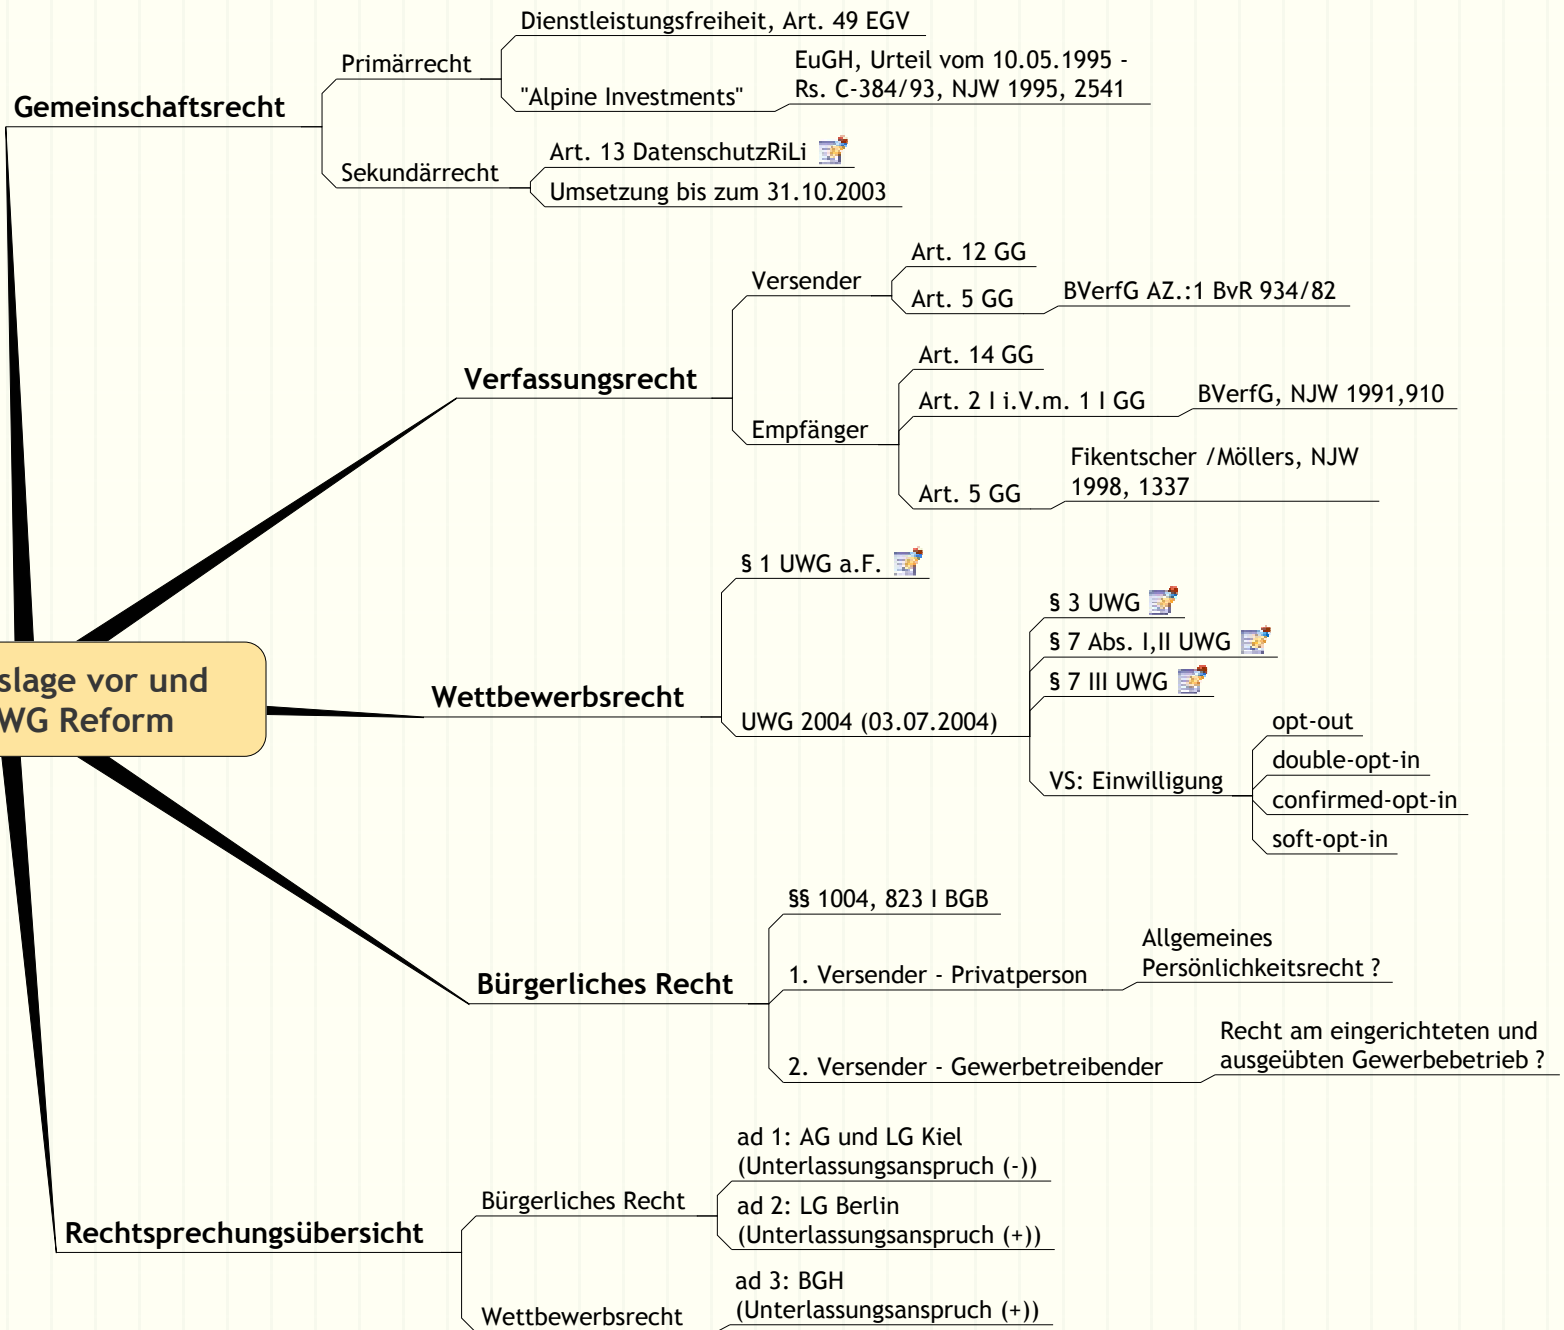 Gemeinschaftsrecht
Primärrecht
Dienstleistungsfreiheit, Art. 49 EGV
"Alpine Investments"
EuGH, Urteil vom 10.05.1995 -
Rs. C-384/93, NJW 1995, 2541
Sekundärrecht
Art. 13 DatenschutzRiLi
Umsetzung bis zum 31.10.2003
Verfassungsrecht
Versender
Art. 12 GG
Art. 5 GG
BVerfG AZ.:1 BvR 934/82
Empfänger
Art. 14 GG
Art. 2 I i.V.m. 1 I GG
BVerfG, NJW 1991,910
Art. 5 GG
Fikentscher /Möllers, NJW
1998, 1337
slage vor und
WG Reform
Wettbewerbsrecht
§ 1 UWG a.F.
UWG 2004 (03.07.2004)
§ 3 UWG
§ 7 Abs. I,II UWG
§ 7 III UWG
VS: Einwilligung
opt-out
double-opt-in
confirmed-opt-in
soft-opt-in
Bürgerliches Recht
§§ 1004, 823 I BGB
1. Versender - Privatperson
Allgemeines
Persönlichkeitsrecht ?
2. Versender - Gewerbetreibender
Recht am eingerichteten und
ausgeübten Gewerbebetrieb ?
Rechtsprechungsübersicht
Bürgerliches Recht
ad 1: AG und LG Kiel
(Unterlassungsanspruch (-))
ad 2: LG Berlin
(Unterlassungsanspruch (+))
Wettbewerbsrecht
ad 3: BGH
(Unterlassungsanspruch (+))